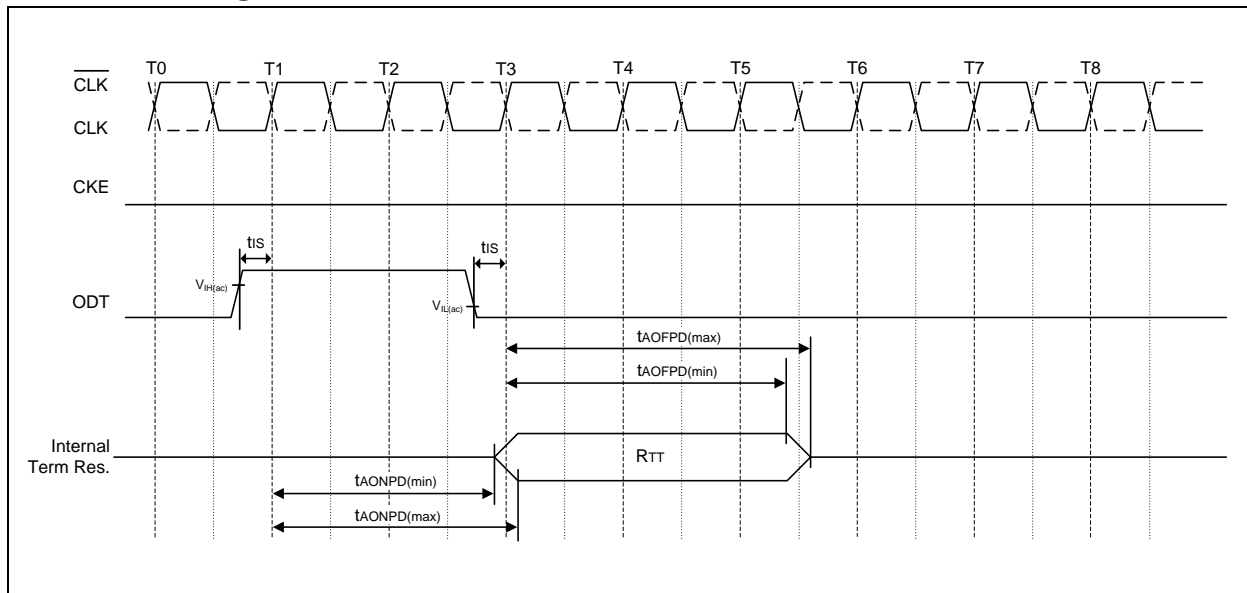 T0 T1 T2 T3 T4 T5 T6 T7 T8
CLK
CLK
CKE
tIS
tIS
VIH(ac)
ODT
VIL(ac)
tAOFPD(max)
tAOFPD(min)
Internal
Term Res.
RTT
tAONPD(min)
tAONPD(max)